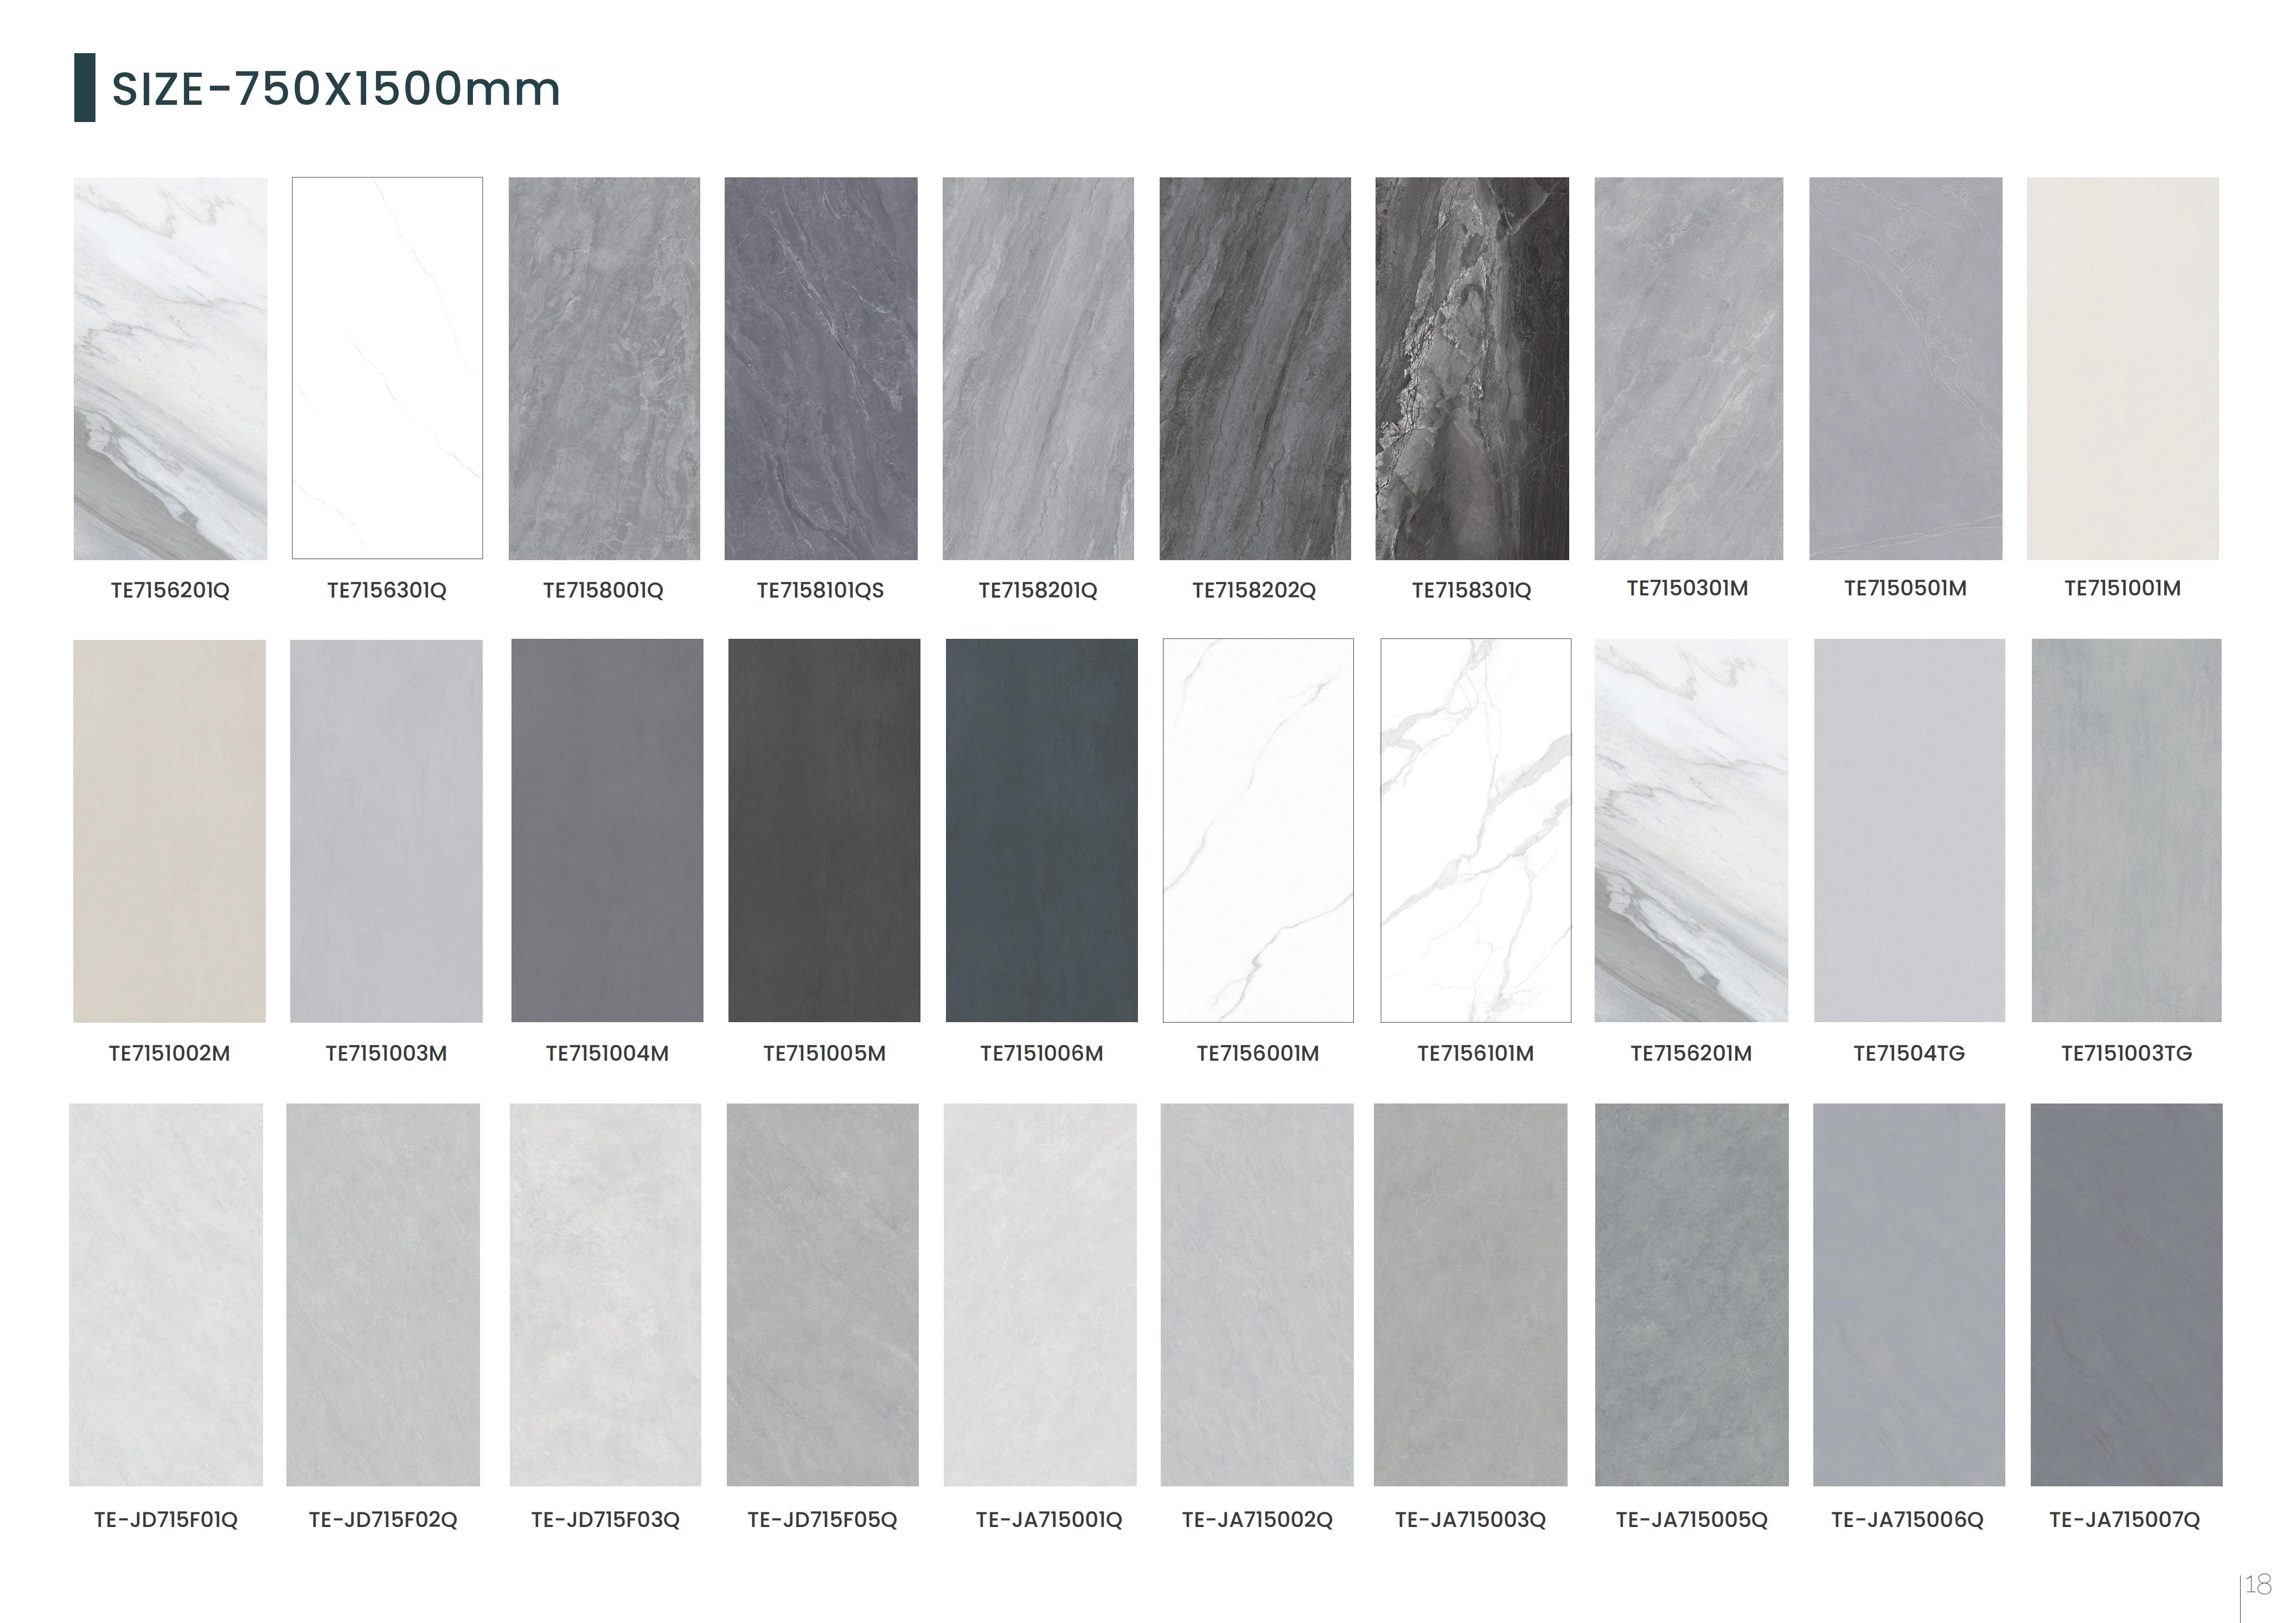 SIZE-750X1500mm
TE7156201Q TE7156301Q TE7158001Q TE7158101QS TE7158201Q TE7158202Q TE7158301Q TE7150301M TE7150501M TE7151001M
TE7151002M TE7151003M TE7151004M TE7151005M TE7151006M TE7156001M TE7156101M TE7156201M TE71504TG TE7151003TG
TE-JD715F01Q TE-JD715F02Q TE-JD715F03Q TE-JD715F05Q TE-JA715001Q TE-JA715002Q TE-JA715003Q TE-JA715005Q TE-JA715006Q TE-JA715007Q
18